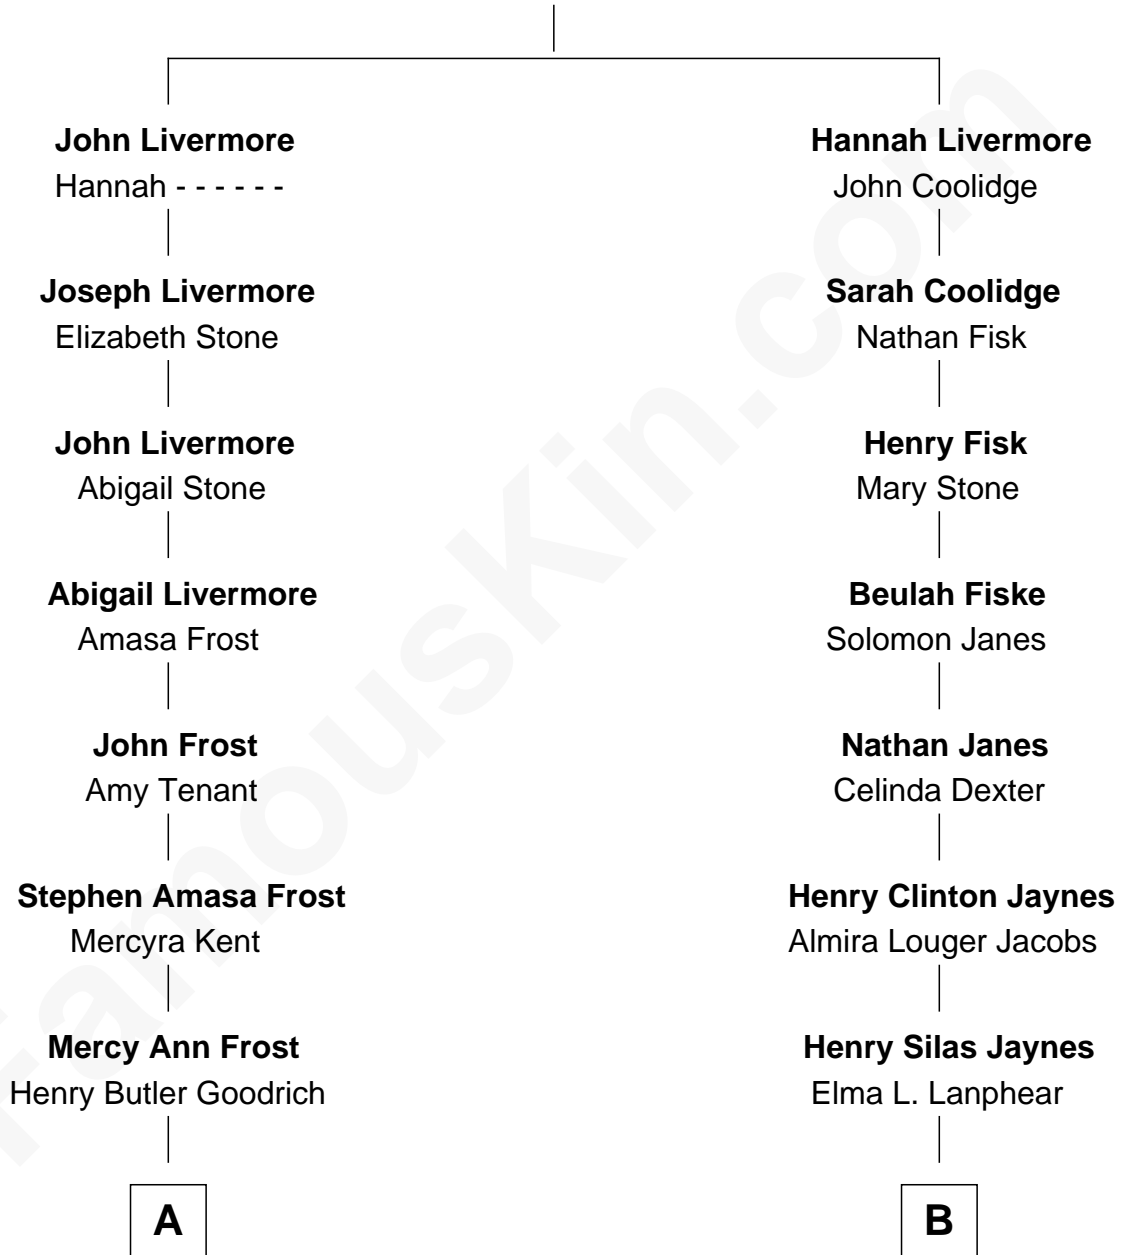 John Livermore
Hannah - - - - - -
Joseph Livermore
Elizabeth Stone
John Livermore
Abigail Stone
Abigail Livermore
Amasa Frost
John Frost
Amy Tenant
Stephen Amasa Frost
Mercyra Kent
Mercy Ann Frost
Henry Butler Goodrich
A
Hannah Livermore
John Coolidge
Sarah Coolidge
Nathan Fisk
Henry Fisk
Mary Stone
Beulah Fiske
Solomon Janes
Nathan Janes
Celinda Dexter
Henry Clinton Jaynes
Almira Louger Jacobs
Henry Silas Jaynes
Elma L. Lanphear
B
FamousKin.com